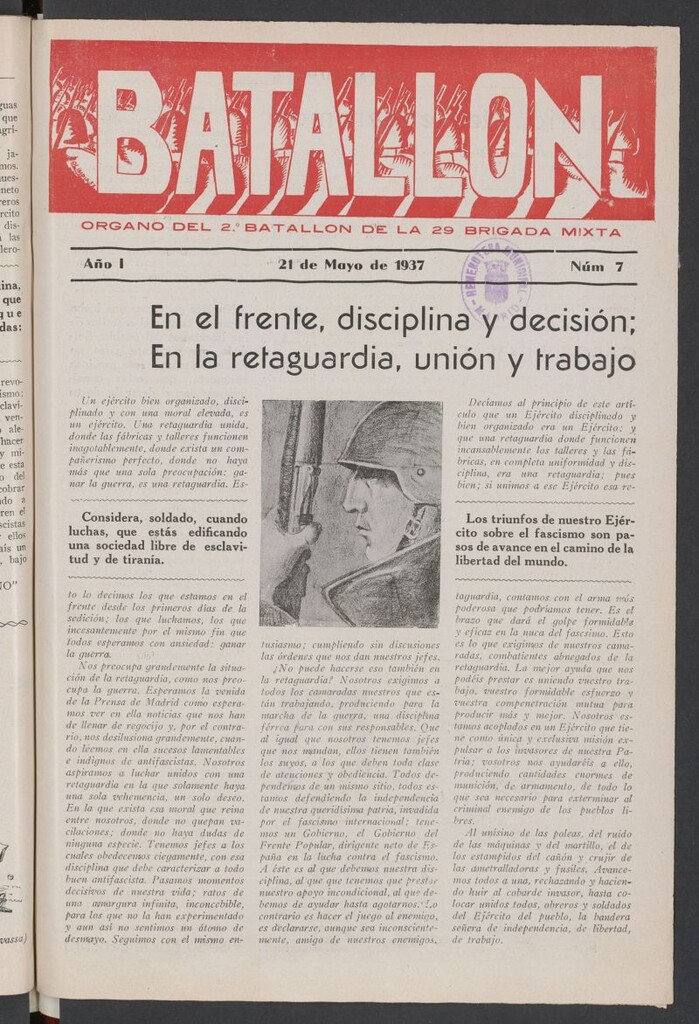 BATALLON
ORGANO DEL 2.º BATALLON DE LA 29 BRIGADA MIXTA
Año I 21 de Mayo de 1937 Núm 7
HEMEROTECA MUNICIPAL
En el frente, disciplina y decisión;
En la retaguardia, unión y trabajo
Un ejército bien organizado, disci-
plinado y con una moral elevada, es
un ejército. Una retaguardia unida,
donde las fábricas y talleres funcionen
inagotablemente, donde exista un com-
pañerismo perfecto, donde no haya
más que una sola preocupación: ga-
nar la guerra, es una retaguardia. Es-
Considera, soldado, cuando
luchas, que estás edificando
una sociedad libre de esclavi-
tud y de tiranía.
to lo decimos los que estamos en el
frente desde los primeros días de la
sedición; los que luchamos, los que
incesantemente por el mismo fin que
todos esperamos con ansiedad: ganar
la guerra.
Nos preocupa grandemente la situa-
ción de la retaguardia, como nos preo-
cupa la guerra. Esperamos la venida
de la Prensa de Madrid como espera-
mos ver en ella noticias que nos han
de llenar de regocijo y, por el contra-
rio, nos desilusiona grandemente, cuan-
do leemos en ella sucesos lamentables
e indignos de antifascistas. Nosotros
aspiramos a luchar unidos con una
retaguardia en la que solamente haya
una sola vehemencia, un solo deseo.
En la que exista esa moral que reina
entre nosotros, donde no quepan va-
cilaciones; donde no haya dudas de
ninguna especie. Tenemos jefes a los
cuales obedecemos ciegamente, con esa
disciplina que debe caracterizar a todo
buen antifascista. Pasamos momentos
decisivos de nuestra vida; ratos de
una amargura infinita, inconcebible,
para los que no la han experimentado
y aun así no sentimos un átomo de
desmayo. Seguimos con el mismo en-
tusiasmo; cumpliendo sin discusiones
las órdenes que nos dan nuestros jefes.
¿No puede hacerse eso también en
la retaguardia? Nosotros exigimos a
todos los camaradas nuestros que es-
tán trabajando, produciendo para la
marcha de la guerra, una disciplina
férrea para con sus responsables. Que
al igual que nosotros tenemos jefes
que nos mandan, ellos tienen también
los suyos, a los que deben toda clase
de atenciones y obediencia. Todos de-
pendemos de un mismo sitio, todos es-
tamos defendiendo la independencia
de nuestra queridísima patria, invadida
por el fascismo internacional; tene-
mos un Gobierno, el Gobierno del
Frente Popular, dirigente neto de Es-
paña en la lucha contra el fascismo.
A éste es al que debemos nuestra dis-
ciplina, al que que tenemos que prestar
nuestro apoyo incondicional, al que de-
bemos de ayudar hasta agotarnos. Lo
contrario es hacer el juego al enemigo,
es declararse, aunque sea inconsciente-
mente, amigo de nuestros enemigos.
Decíamos al principio de este artí-
culo que un Ejército disciplinado y
bien organizado era un Ejército; y
que una retaguardia donde funcionen
incansablemente los talleres y las fá-
bricas, en completa uniformidad y dis-
ciplina, era una retaguardia; pues
bien; si unimos a ese Ejército esa re-
Los triunfos de nuestro Ejér-
cito sobre el fascismo son pa-
sos de avance en el camino de la
libertad del mundo.
taguardia, contamos con el arma más
poderosa que podríamos tener. Es el
brazo que dará el golpe formidable
y eficaz en la nuca del fascsimo. Esto
es lo que exigimos de nuestros cama-
radas, combatientes abnegados de la
retaguardia. La mejor ayuda que nos
podéis prestar es uniendo vuestro tra-
bajo, vuestro formidable esfuerzo y
vuestra compenetración mutua para
producir más y mejor. Nosotros es-
tamos acoplados en un Ejército que tie-
ne como única y exclusiva misión ex-
pulsar a los invasores de nuestra Pa-
tria; vosotros nos ayudaréis a ello,
produciendo cantidades enormes de
munición, de armamento, de todo lo
que sea necesario para exterminar al
criminal enemigo de los pueblos li-
bres.
Al unísino de las poleas, del ruido
de las máquinas y del martillo, el de
los estampidos del cañón y crujir de
las ametralladoras y fusiles. Avance-
mos todos a una, rechazando y hacien-
do huir al cobarde invasor, hasta co-
locar unidos todos, obreros y soldados
del Ejército del pueblo, la bandera
señera de independencia, de libertad,
de trabajo.